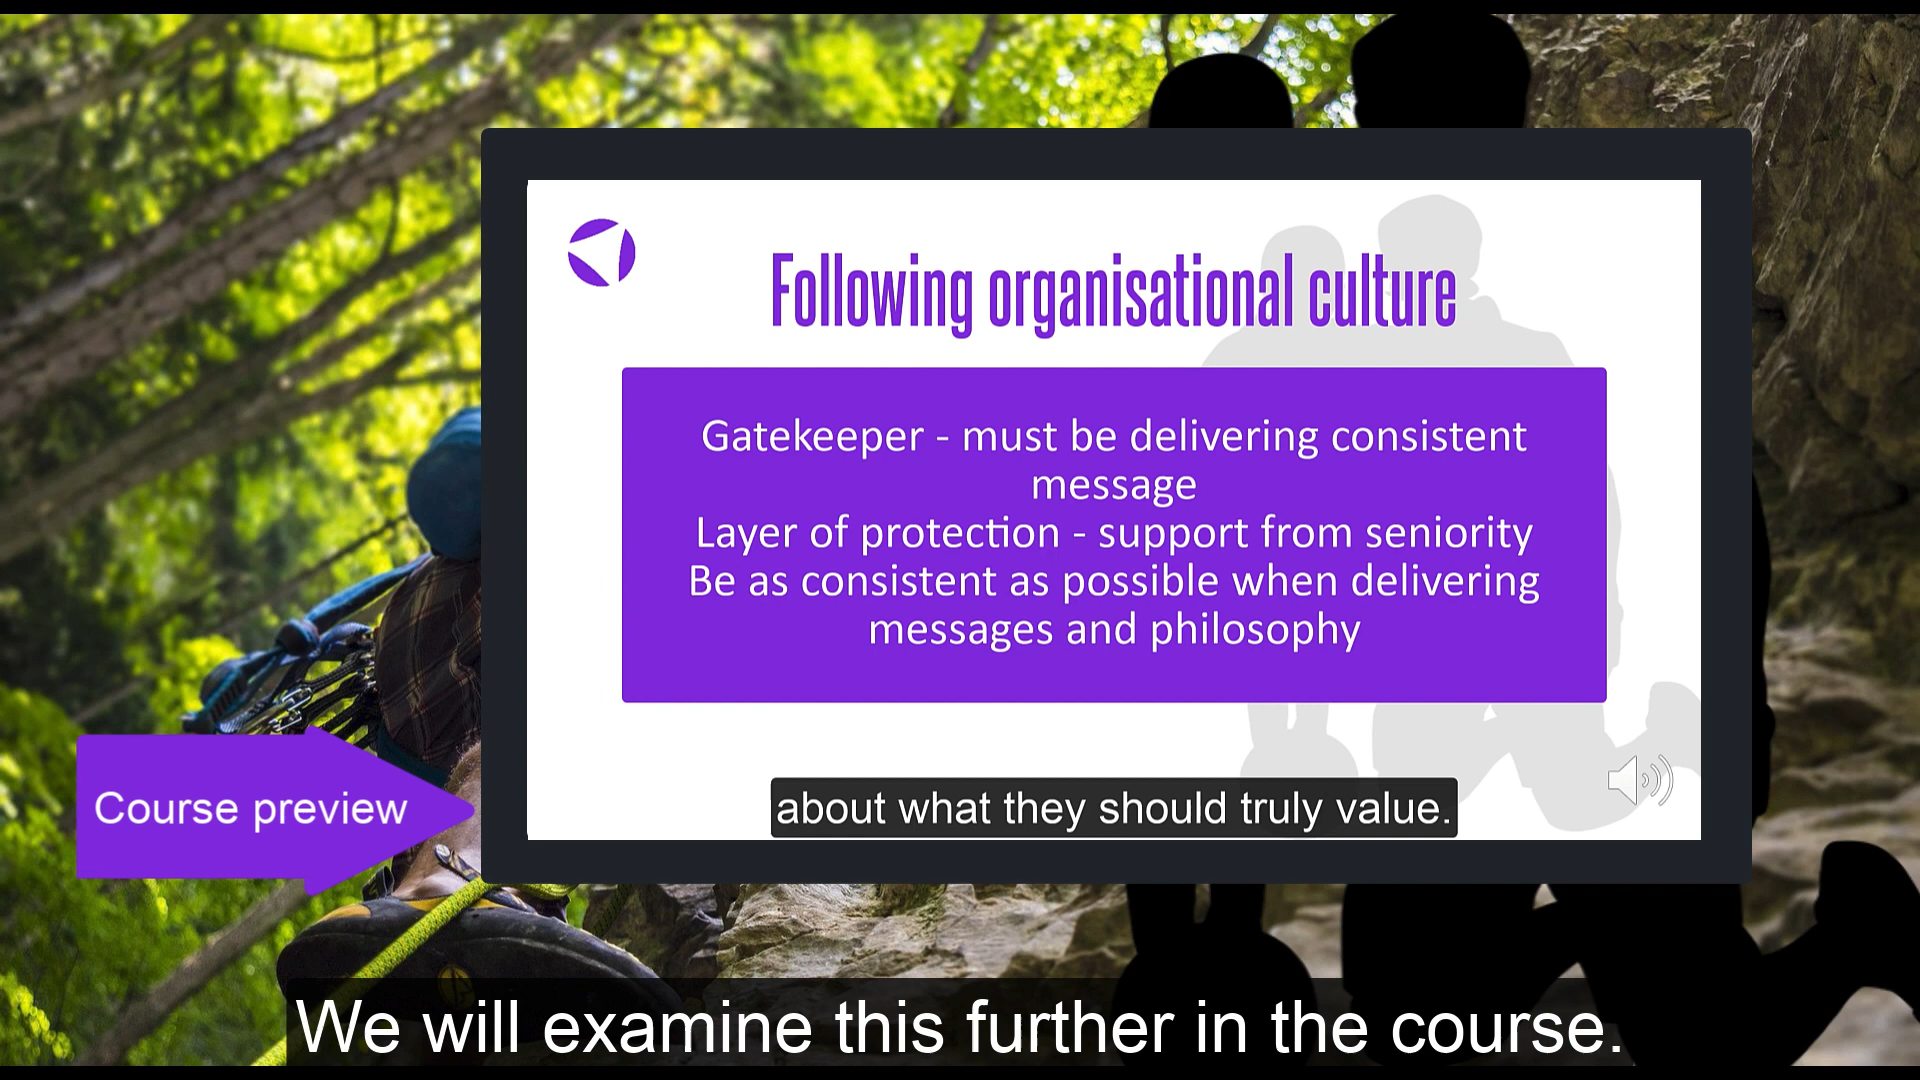 Following organisational culture
Gatekeeper - must be delivering consistent
message
Layer of protection - support from seniority
Be as consistent as possible when delivering
messages and philosophy
about what they should truly value.
Course preview
We will examine this further in the course.